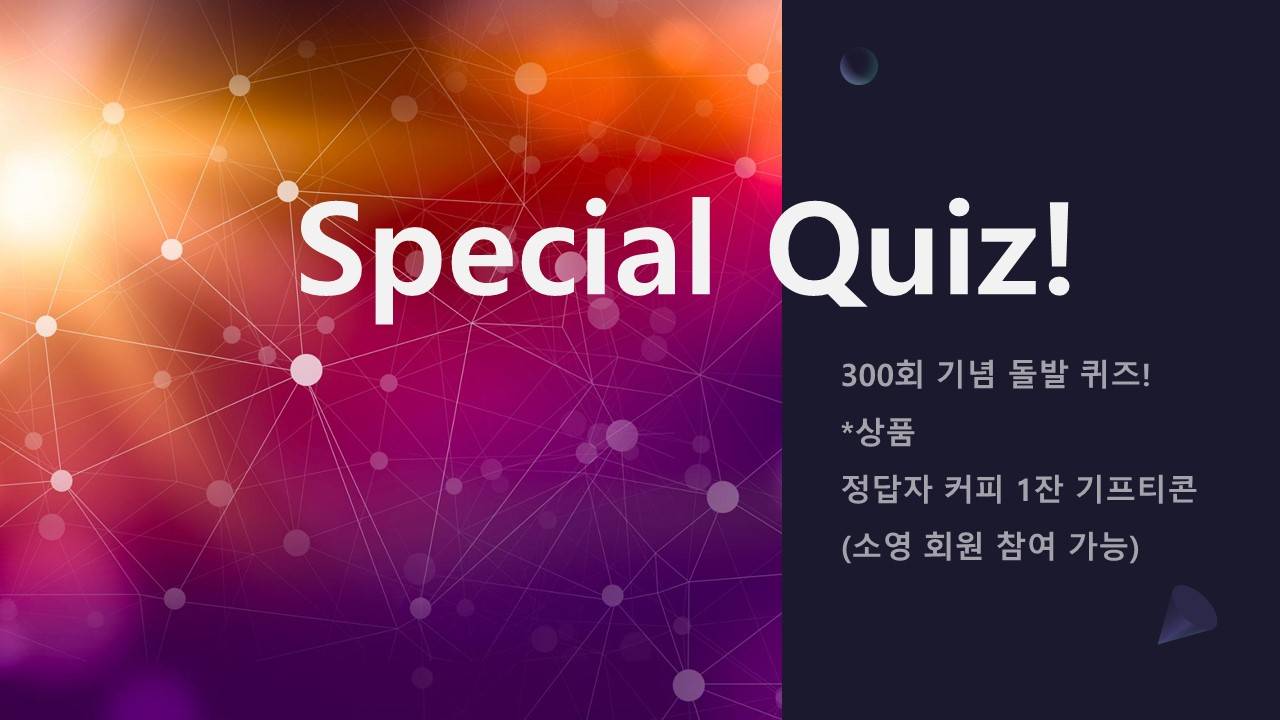 Special Quiz!
300회 기념 돌발 퀴즈!
*상품
정답자 커피 1잔 기프티콘
(소영 회원 참여 가능)